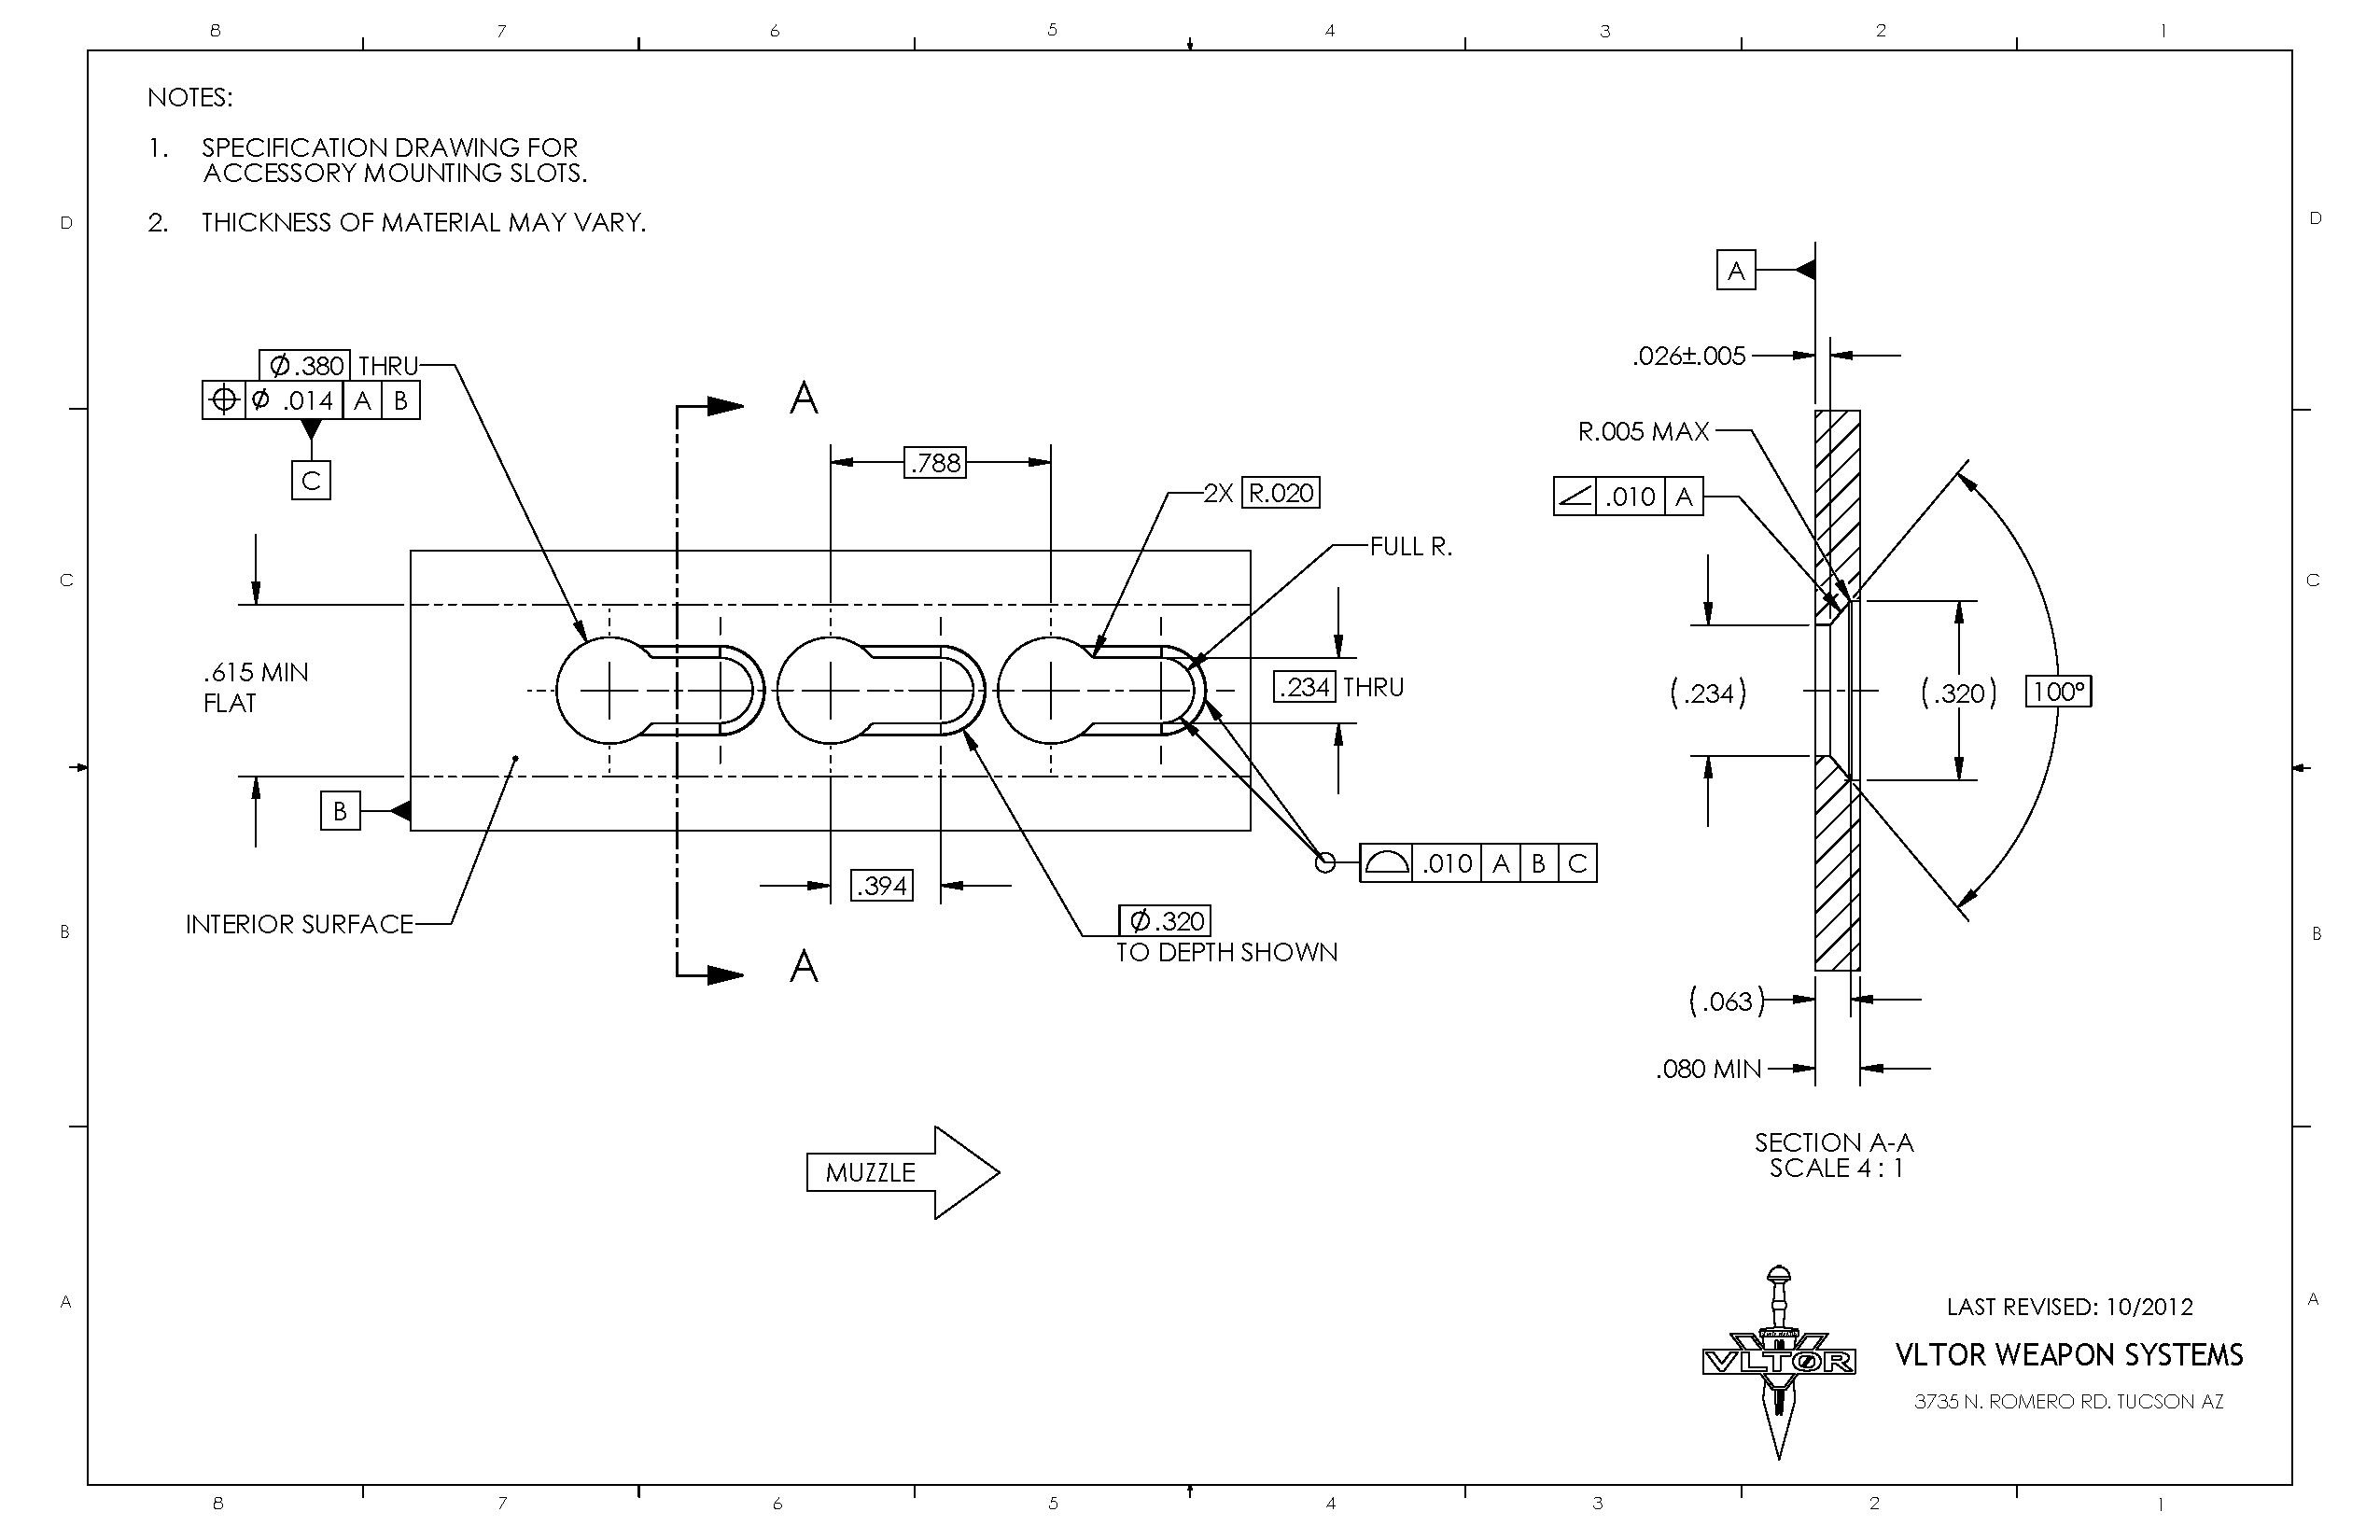 8 7 6 5 4 3 2 1
NOTES:
1. SPECIFICATION DRAWING FOR
ACCESSORY MOUNTING SLOTS.
2. THICKNESS OF MATERIAL MAY VARY.
D D
A
.026±.005
Ø.380 THRU
⌖ Ø .014 A B
C
A
R.005 MAX
.788
2X R.020
∠ .010 A
FULL R.
C C
.615 MIN
FLAT
.234 THRU
(.234)
(.320)
100°
B
⌓ .010 A B C
.394
INTERIOR SURFACE
Ø.320
TO DEPTH SHOWN
B B
A
(.063)
.080 MIN
SECTION A-A
SCALE 4 : 1
MUZZLE
A A
LAST REVISED: 10/2012
VLTOR
VLTOR WEAPON SYSTEMS
3735 N. ROMERO RD. TUCSON AZ
8 7 6 5 4 3 2 1